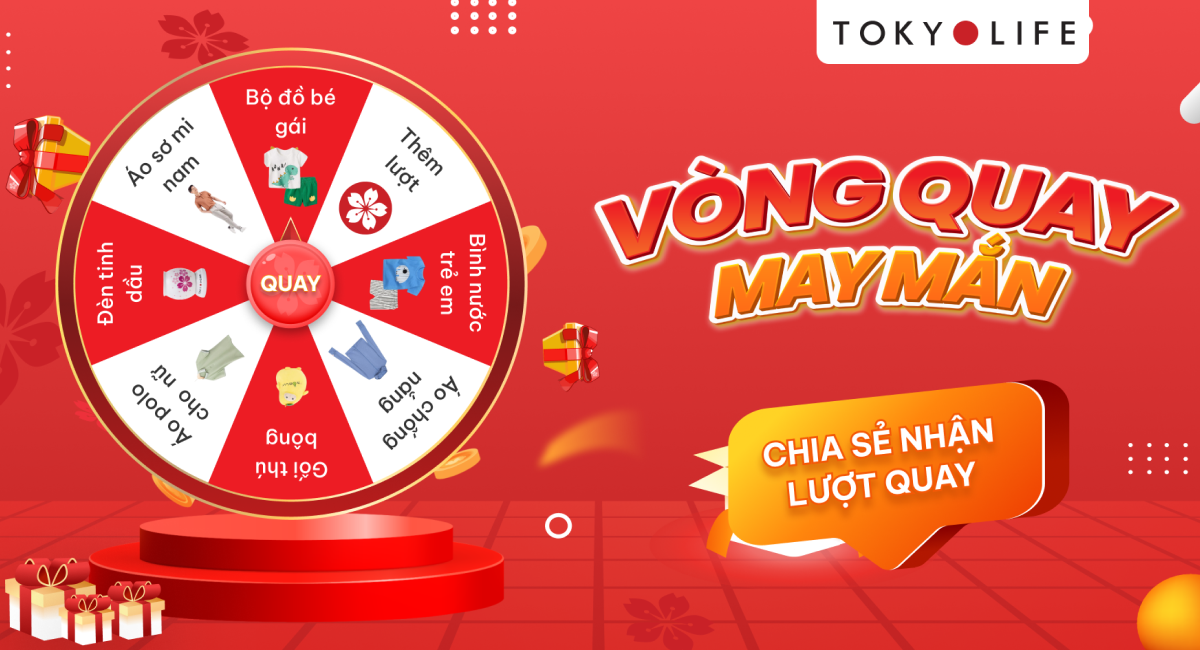 TOKYOLIFE
VÒNG QUAY
MAY MẮN
CHIA SẺ NHẬN
LƯỢT QUAY
Bộ đồ bé
gái
Thêm
lượt
Bình nước
trẻ em
Áo chống
nắng
Gối thú
bông
Áo polo
cho nữ
Đèn tinh
dầu
Áo sơ mi
nam
QUAY